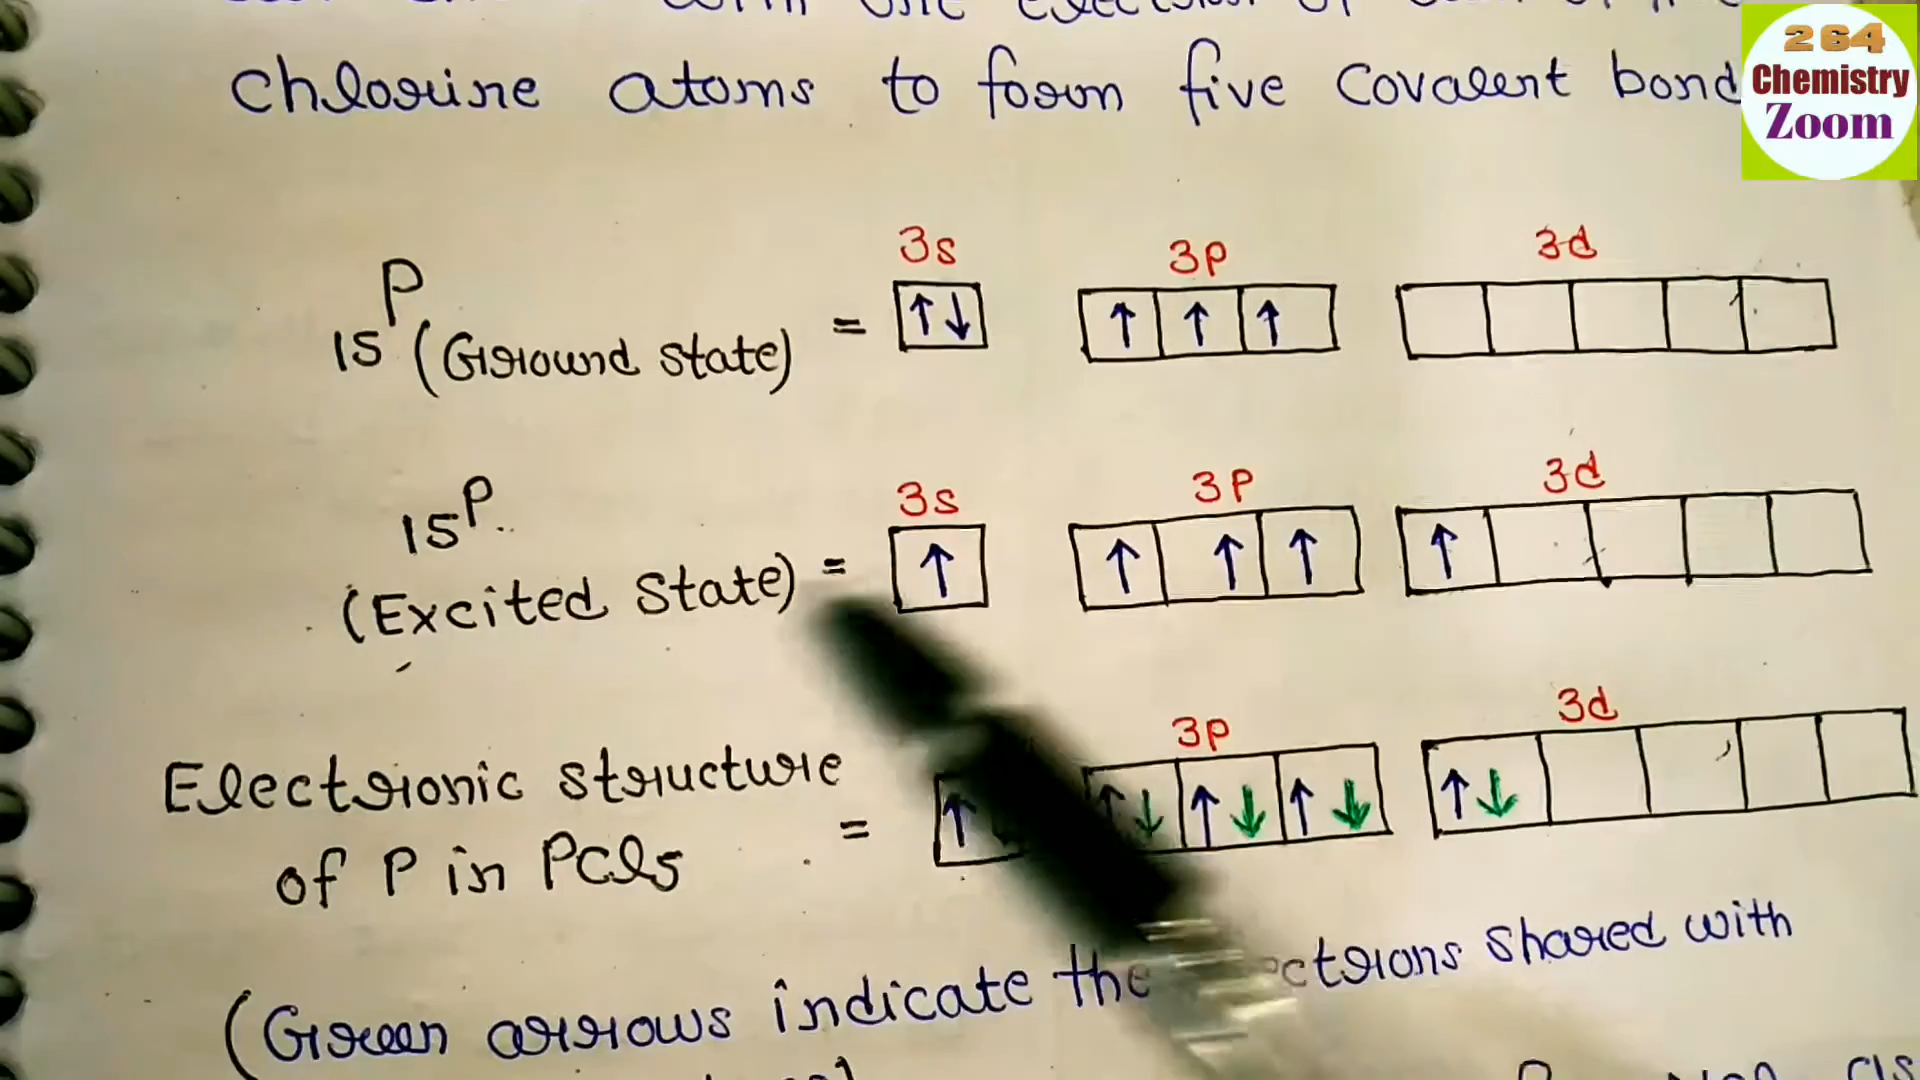 chlorine atoms to form five covalent bond
264
Chemistry
Zoom
3s 3p 3d
15P (Ground state) = ↑↓ ↑ ↑ ↑
3s 3p 3d
15P
(Excited State) = ↑ ↑ ↑ ↑ ↑
3p 3d
Electronic structure
of P in PCl5 = ↑ ↑↓ ↑↓ ↑↓ ↑↓
(Green arrows indicate the shared with